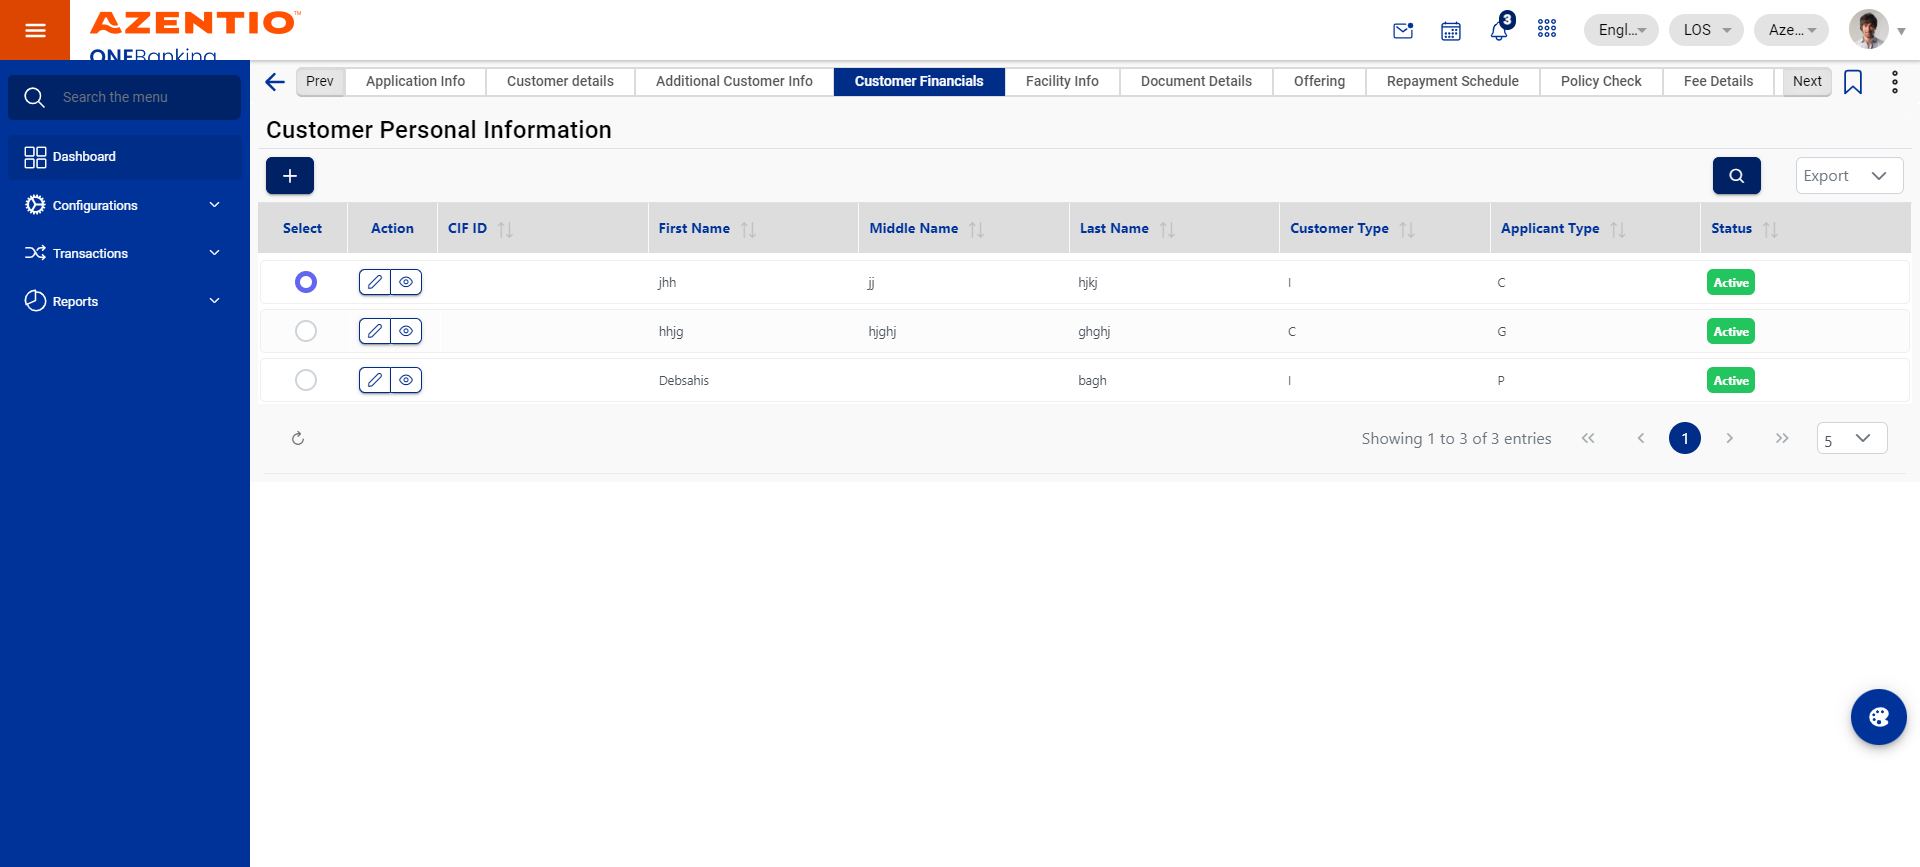 AZENTIO™
ONEBanking
3
Engl...
LOS
Aze...
Search the menu
Dashboard
Configurations
Transactions
Reports
Prev
Application Info
Customer details
Additional Customer Info
Customer Financials
Facility Info
Document Details
Offering
Repayment Schedule
Policy Check
Fee Details
Next
Customer Personal Information
+
Export
Select Action CIF ID First Name Middle Name Last Name Customer Type Applicant Type Status
jhh jj hjkj I C Active
hhjg hjghj ghghj C G Active
Debsahis bagh I P Active
Showing 1 to 3 of 3 entries
1
5